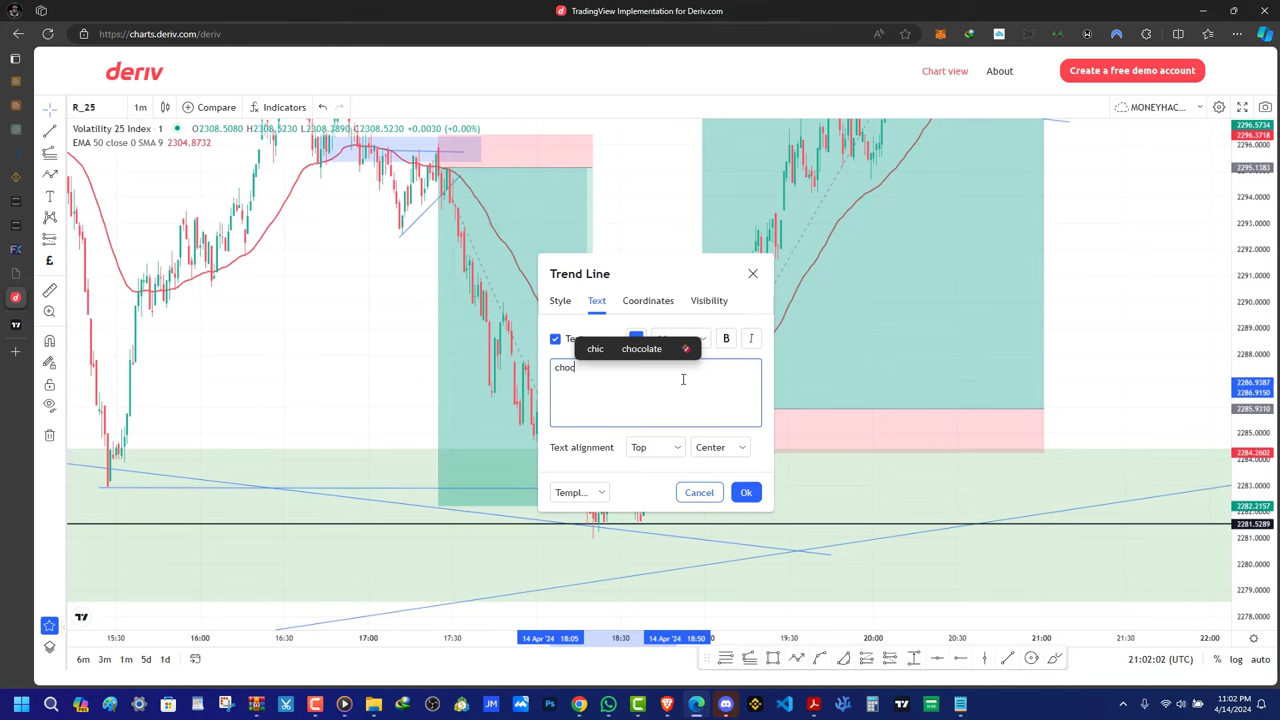 TradingView Implementation for Deriv.com
https://charts.deriv.com/deriv
deriv
Chart view
About
Create a free demo account
R_25
1m
Compare
Indicators
MONEYHAC...
Volatility 25 Index · 1
O2308.5080 H2308.5230 L2308.3890 C2308.5230 +0.0030 (+0.00%)
EMA 50 close 0 SMA 9 2304.8732
2296.5734
2296.3718
2296.0000
2295.1383
2294.0000
2293.0000
2292.0000
2291.0000
2290.0000
2289.0000
2288.0000
2286.9387
2286.9150
2285.9310
2285.0000
2284.2602
2283.0000
2282.2157
2281.5289
2281.0000
2280.0000
2279.0000
2278.0000
Trend Line
Style
Text
Coordinates
Visibility
B
I
chic
chocolate
choc
Text alignment
Top
Center
Templ...
Cancel
Ok
15:30
16:00
16:30
17:00
17:30
14 Apr '24 18:05
18:30
14 Apr '24 18:50
19:30
20:00
20:30
21:00
21:30
22:00
6m
3m
1m
5d
1d
21:02:02 (UTC)
%
log
auto
11:02 PM
4/14/2024